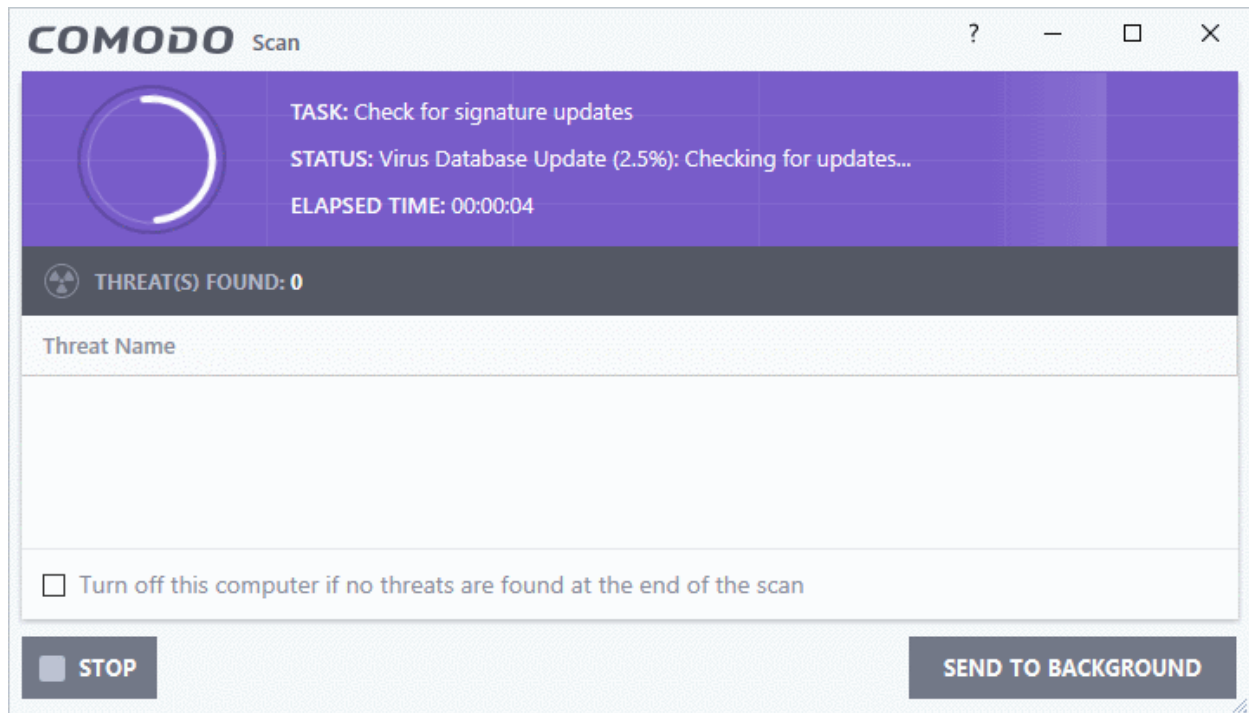 COMODO Scan ?
TASK: Check for signature updates
STATUS: Virus Database Update (2.5%): Checking for updates...
ELAPSED TIME: 00:00:04
THREAT(S) FOUND: 0
Threat Name
Turn off this computer if no threats are found at the end of the scan
STOP SEND TO BACKGROUND